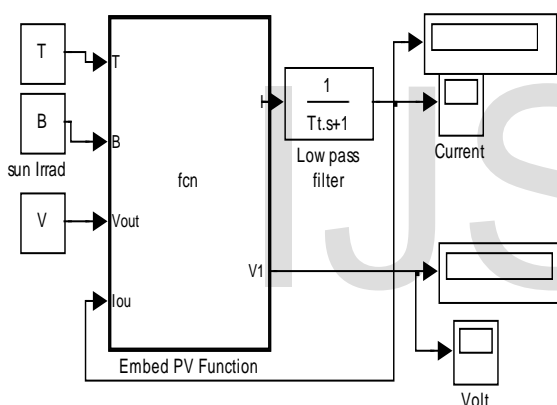 T
B
sun Irrad
V
T
B
Vout
Iou
fcn
I
V1
Embed PV Function
1
Tt.s+1
Low pass
filter
Current
Volt
IJS